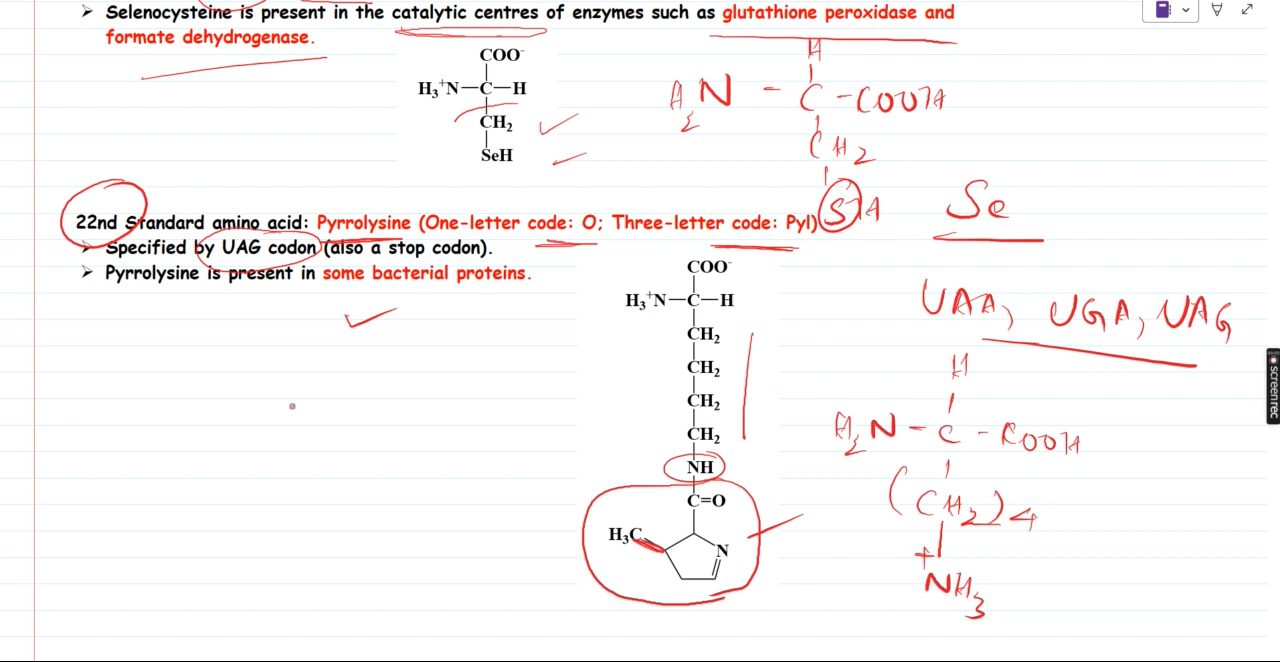 ➤ Selenocysteine is present in the catalytic centres of enzymes such as glutathione peroxidase and
formate dehydrogenase.
COO⁻
H₃⁺N—C—H
CH₂
SeH
H
H₂N - C - COOH
CH₂
SH
Se
22nd Standard amino acid: Pyrrolysine (One-letter code: O; Three-letter code: Pyl)
➤ Specified by UAG codon (also a stop codon).
➤ Pyrrolysine is present in some bacterial proteins.
COO⁻
H₃⁺N—C—H
CH₂
CH₂
CH₂
CH₂
NH
C=O
H₃C
N
UAA, UGA, UAG
H
H₂N - C - COOH
(CH₂)₄
+
NH₃
screenrec